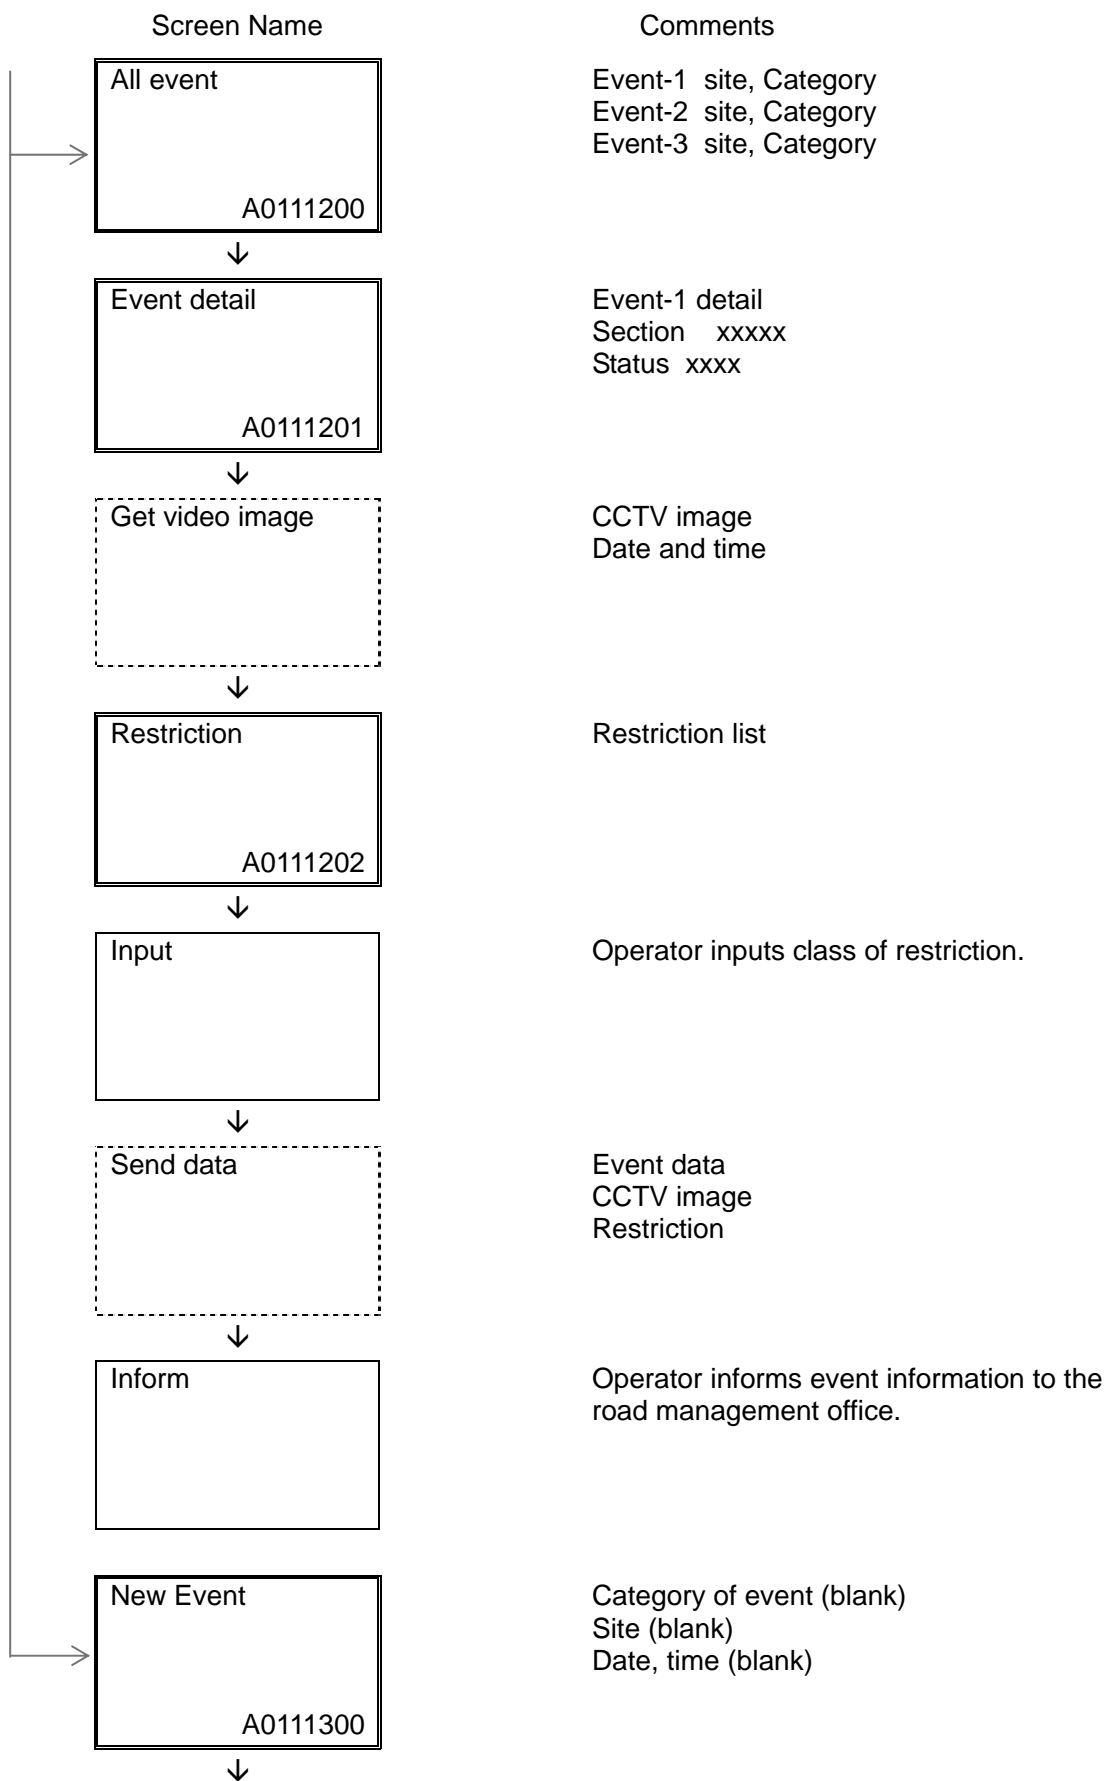 Screen Name Comments
All event
Event-1 site, Category
Event-2 site, Category
Event-3 site, Category
A0111200
Event detail
Event-1 detail
Section xxxxx
Status xxxx
A0111201
Get video image
CCTV image
Date and time
Restriction
Restriction list
A0111202
Input
Operator inputs class of restriction.
Send data
Event data
CCTV image
Restriction
Inform
Operator informs event information to the
road management office.
New Event
Category of event (blank)
Site (blank)
Date, time (blank)
A0111300